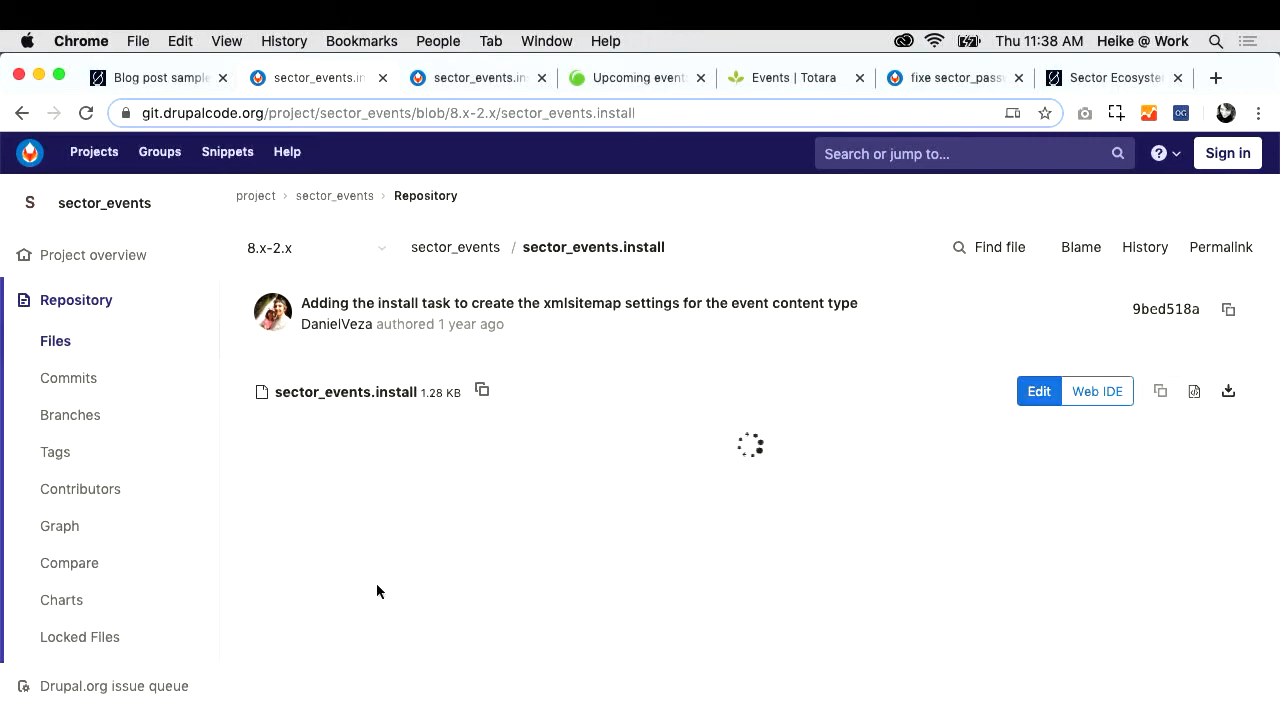 Chrome File Edit View History Bookmarks People Tab Window Help Thu 11:38 AM Heike @ Work
Blog post sample sector_events.in sector_events.in Upcoming event Events | Totara fixe sector_passw Sector Ecosyste
git.drupalcode.org/project/sector_events/blob/8.x-2.x/sector_events.install
OG
Projects Groups Snippets Help Search or jump to... Sign in
S sector_events
project › sector_events › Repository
Project overview
8.x-2.x sector_events / sector_events.install Find file Blame History Permalink
Repository
Adding the install task to create the xmlsitemap settings for the event content type
DanielVeza authored 1 year ago
9bed518a
Files
Commits
sector_events.install 1.28 KB Edit Web IDE
Branches
Tags
Contributors
Graph
Compare
Charts
Locked Files
Drupal.org issue queue